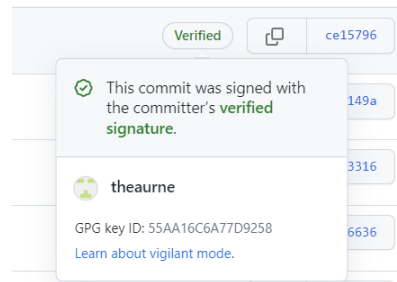 Verified
ce15796
This commit was signed with
the committer's verified
signature.
149a
theaurne
3316
GPG key ID: 55AA16C6A77D9258
6636
Learn about vigilant mode.